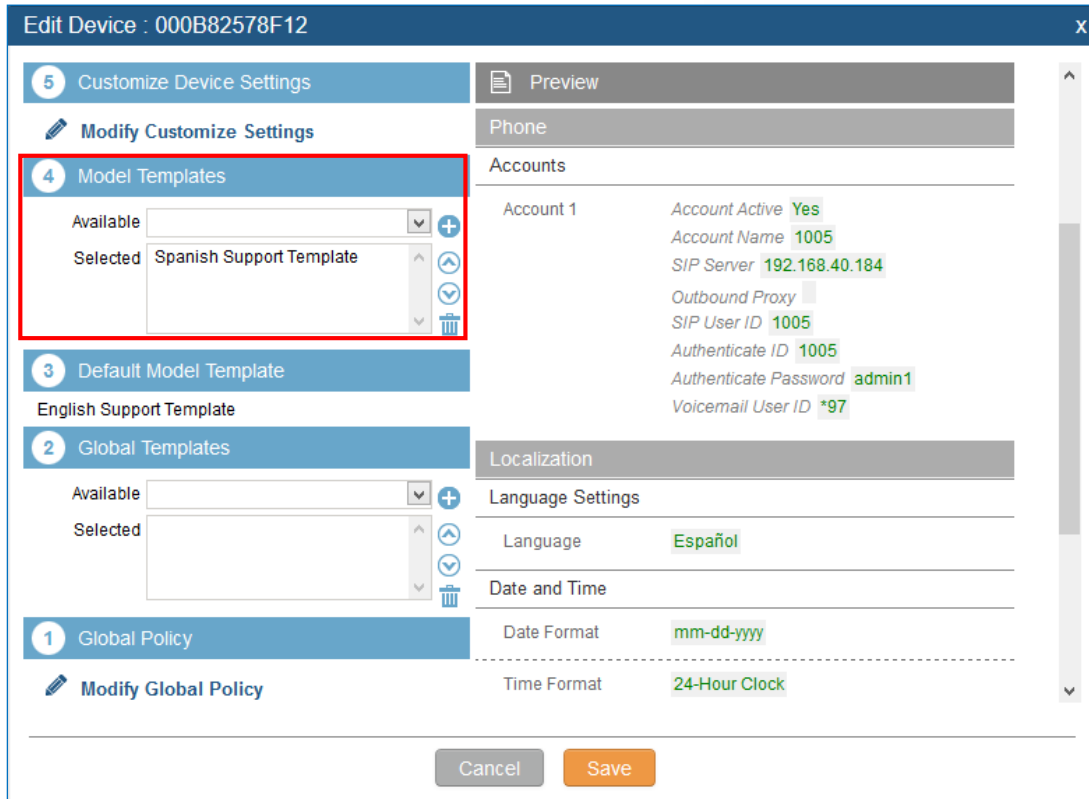 Edit Device : 000B82578F12
x
5 Customize Device Settings
Modify Customize Settings
4 Model Templates
Available
Selected Spanish Support Template
3 Default Model Template
English Support Template
2 Global Templates
Available
Selected
1 Global Policy
Modify Global Policy
Preview
Phone
Accounts
Account 1 Account Active Yes
Account Name 1005
SIP Server 192.168.40.184
Outbound Proxy
SIP User ID 1005
Authenticate ID 1005
Authenticate Password admin1
Voicemail User ID *97
Localization
Language Settings
Language Español
Date and Time
Date Format mm-dd-yyyy
Time Format 24-Hour Clock
Cancel Save